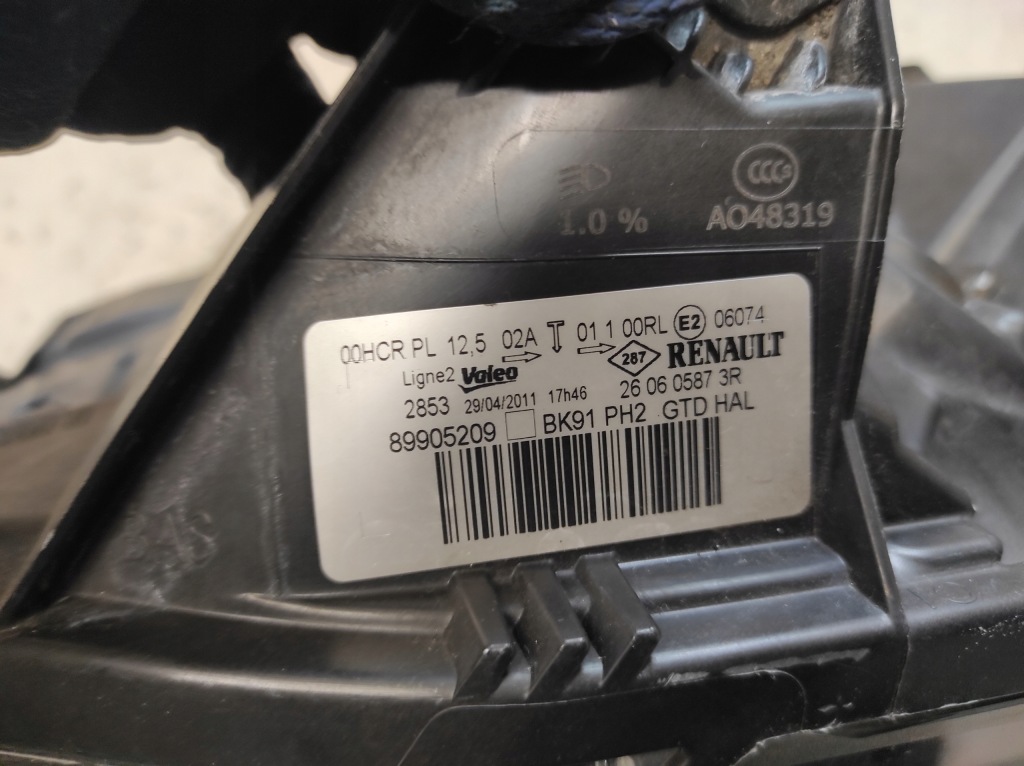 CCCs
1.0 % AO48319
00HCR PL 12,5 02A 01 1 00RL E2 06074
Ligne2 Valeo 287 RENAULT
2853 29/04/2011 17h46 26 06 0587 3R
89905209 BK91 PH2 GTD HAL